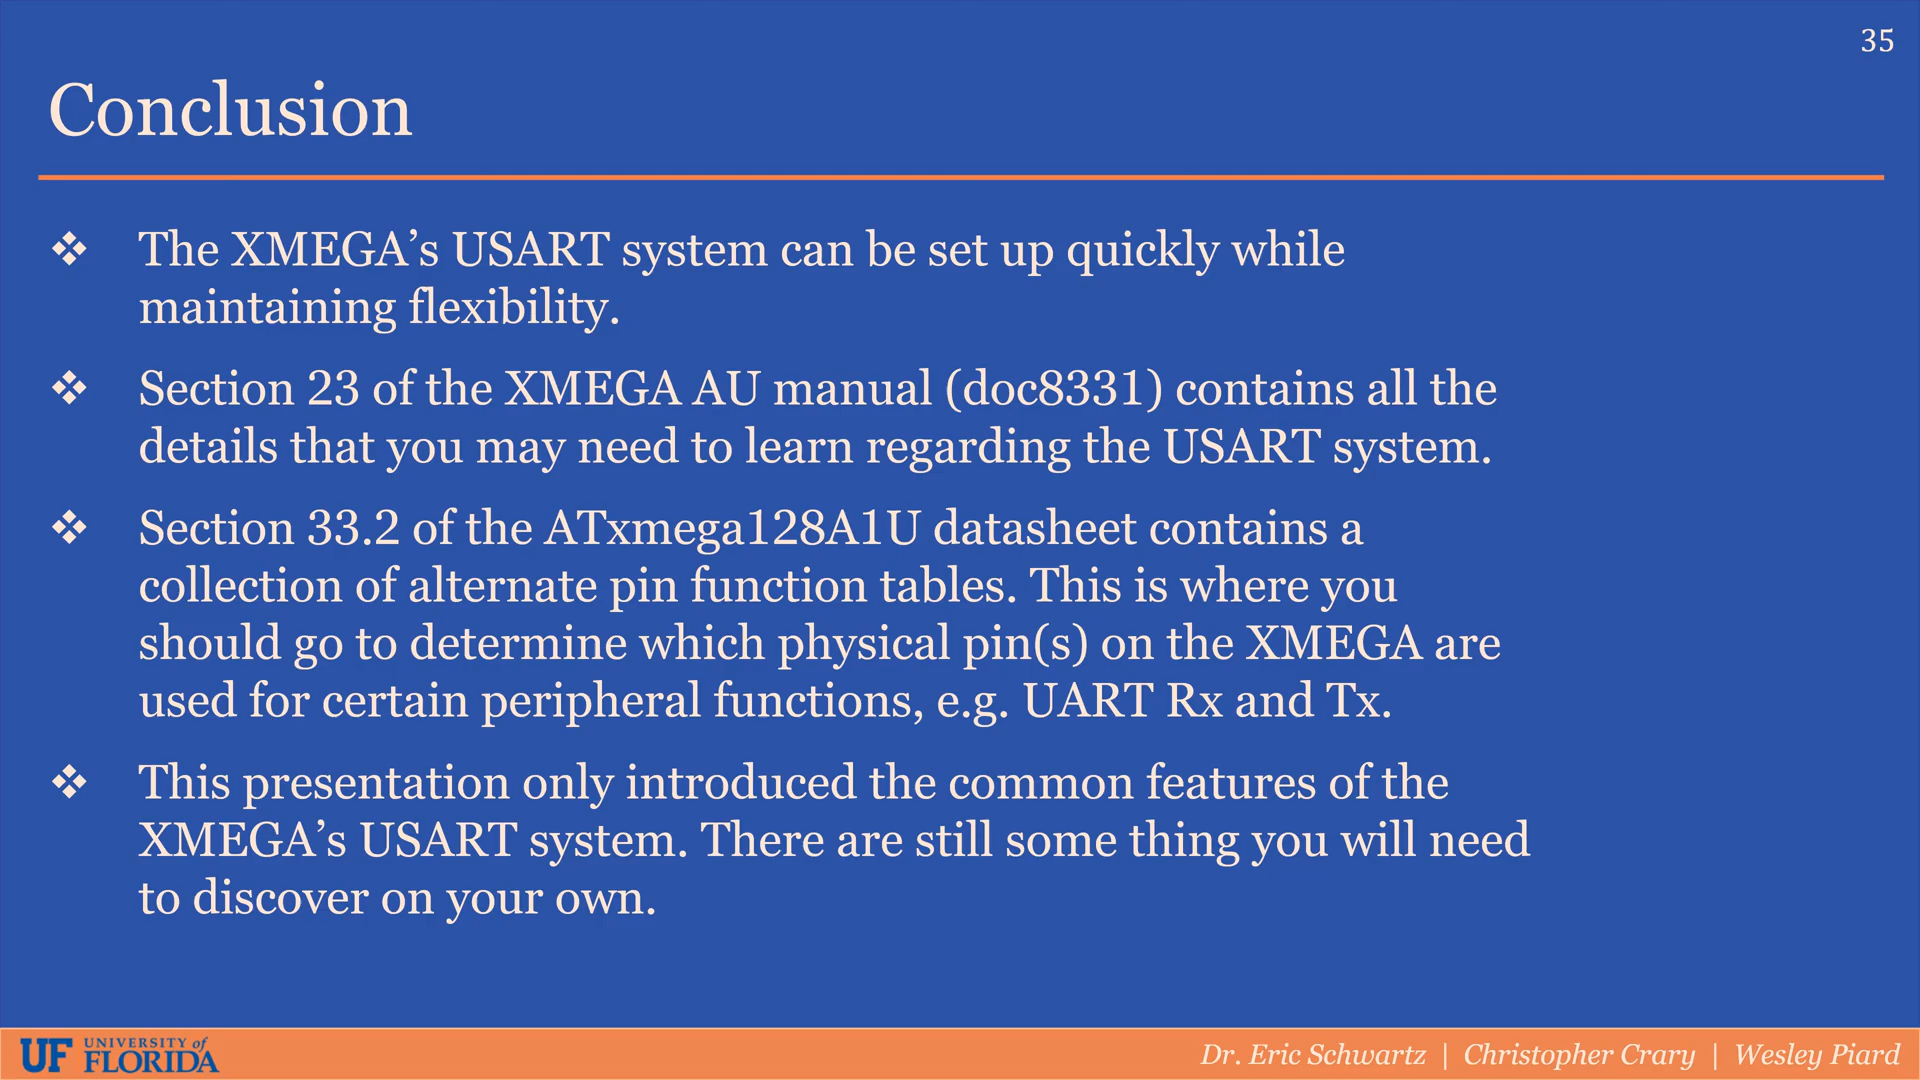 35
Conclusion
❖ The XMEGA’s USART system can be set up quickly while
maintaining flexibility.
❖ Section 23 of the XMEGA AU manual (doc8331) contains all the
details that you may need to learn regarding the USART system.
❖ Section 33.2 of the ATxmega128A1U datasheet contains a
collection of alternate pin function tables. This is where you
should go to determine which physical pin(s) on the XMEGA are
used for certain peripheral functions, e.g. UART Rx and Tx.
❖ This presentation only introduced the common features of the
XMEGA’s USART system. There are still some thing you will need
to discover on your own.
UF UNIVERSITY of
FLORIDA
Dr. Eric Schwartz | Christopher Crary | Wesley Piard